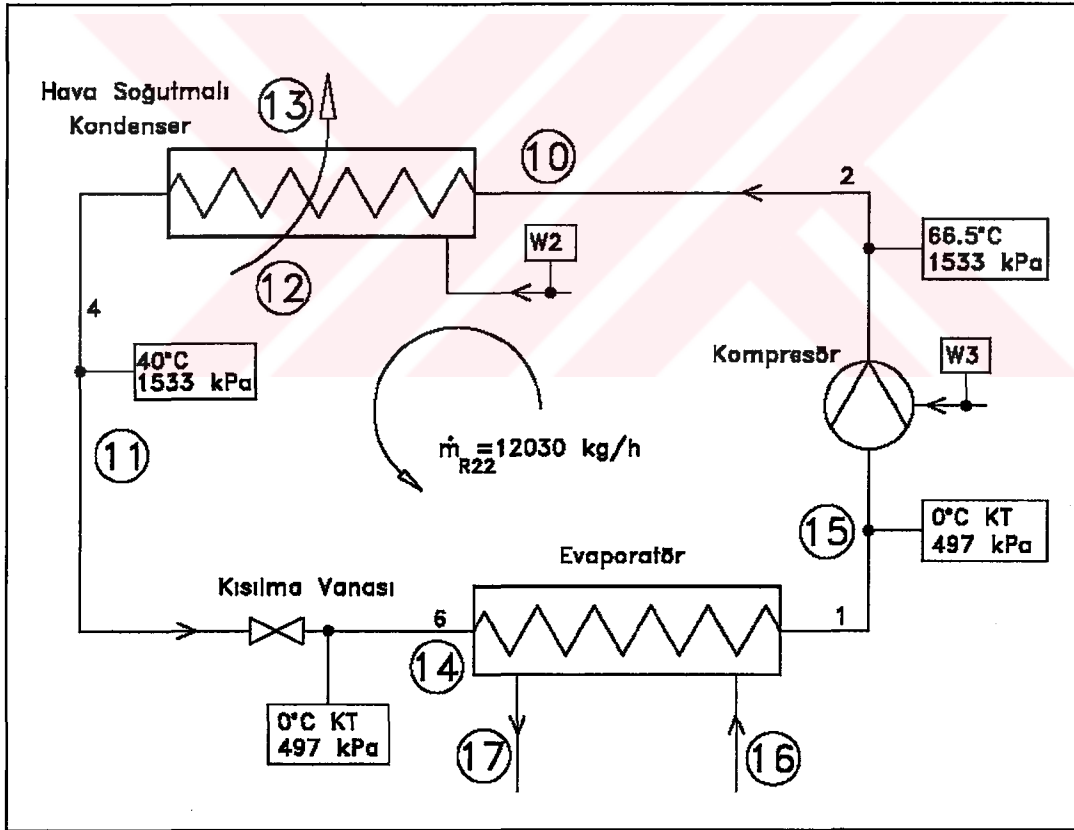 Hava Soğutmalı
Kondenser
13
10
2
W2
66.5°C
1533 kPa
12
4
Kompresör
W3
40°C
1533 kPa
ṁR22=12030 kg/h
11
15
0°C KT
497 kPa
Evaporatör
Kısılma Vanası
6
1
14
0°C KT
497 kPa
17
16